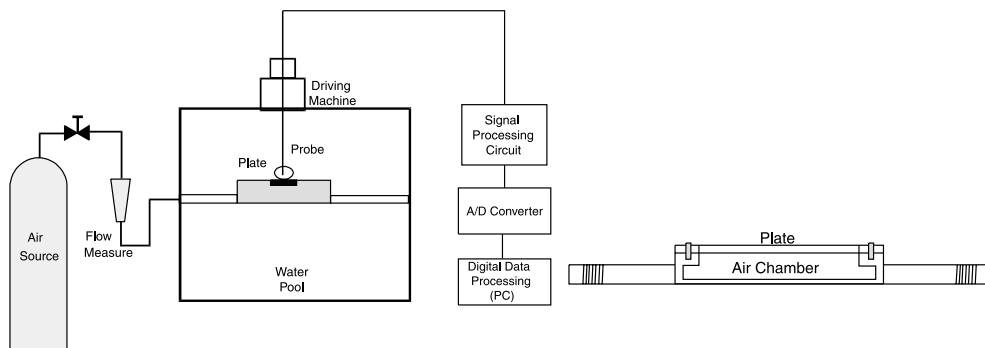 Driving
Machine
Probe
Plate
Air
Source
Flow
Measure
Water
Pool
Signal
Processing
Circuit
A/D Converter
Digital Data
Processing
(PC)
Plate
Air Chamber